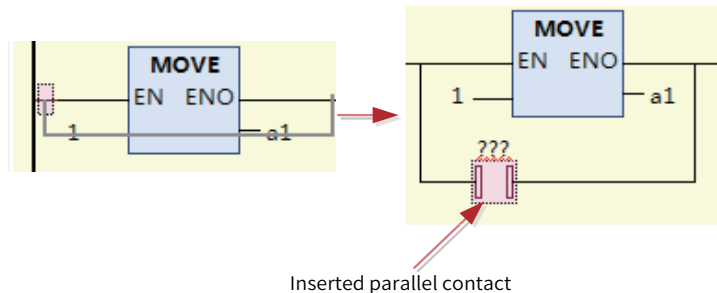 MOVE
EN ENO
1
a1
MOVE
EN ENO
1
a1
???
Inserted parallel contact